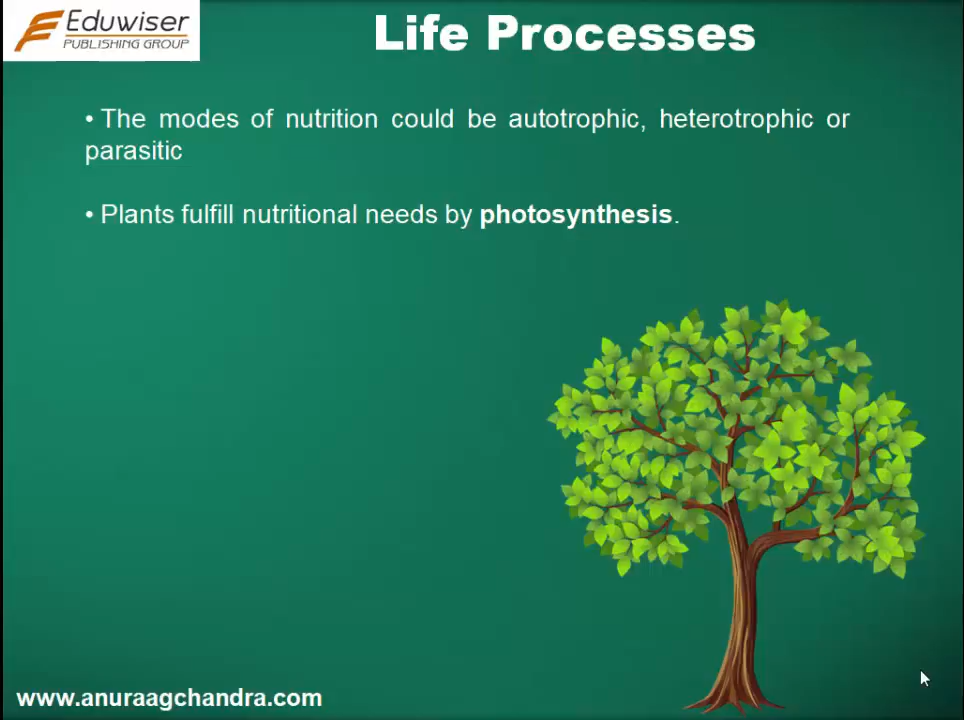 Eduwiser
PUBLISHING GROUP
Life Processes
• The modes of nutrition could be autotrophic, heterotrophic or
parasitic
• Plants fulfill nutritional needs by photosynthesis.
www.anuraagchandra.com